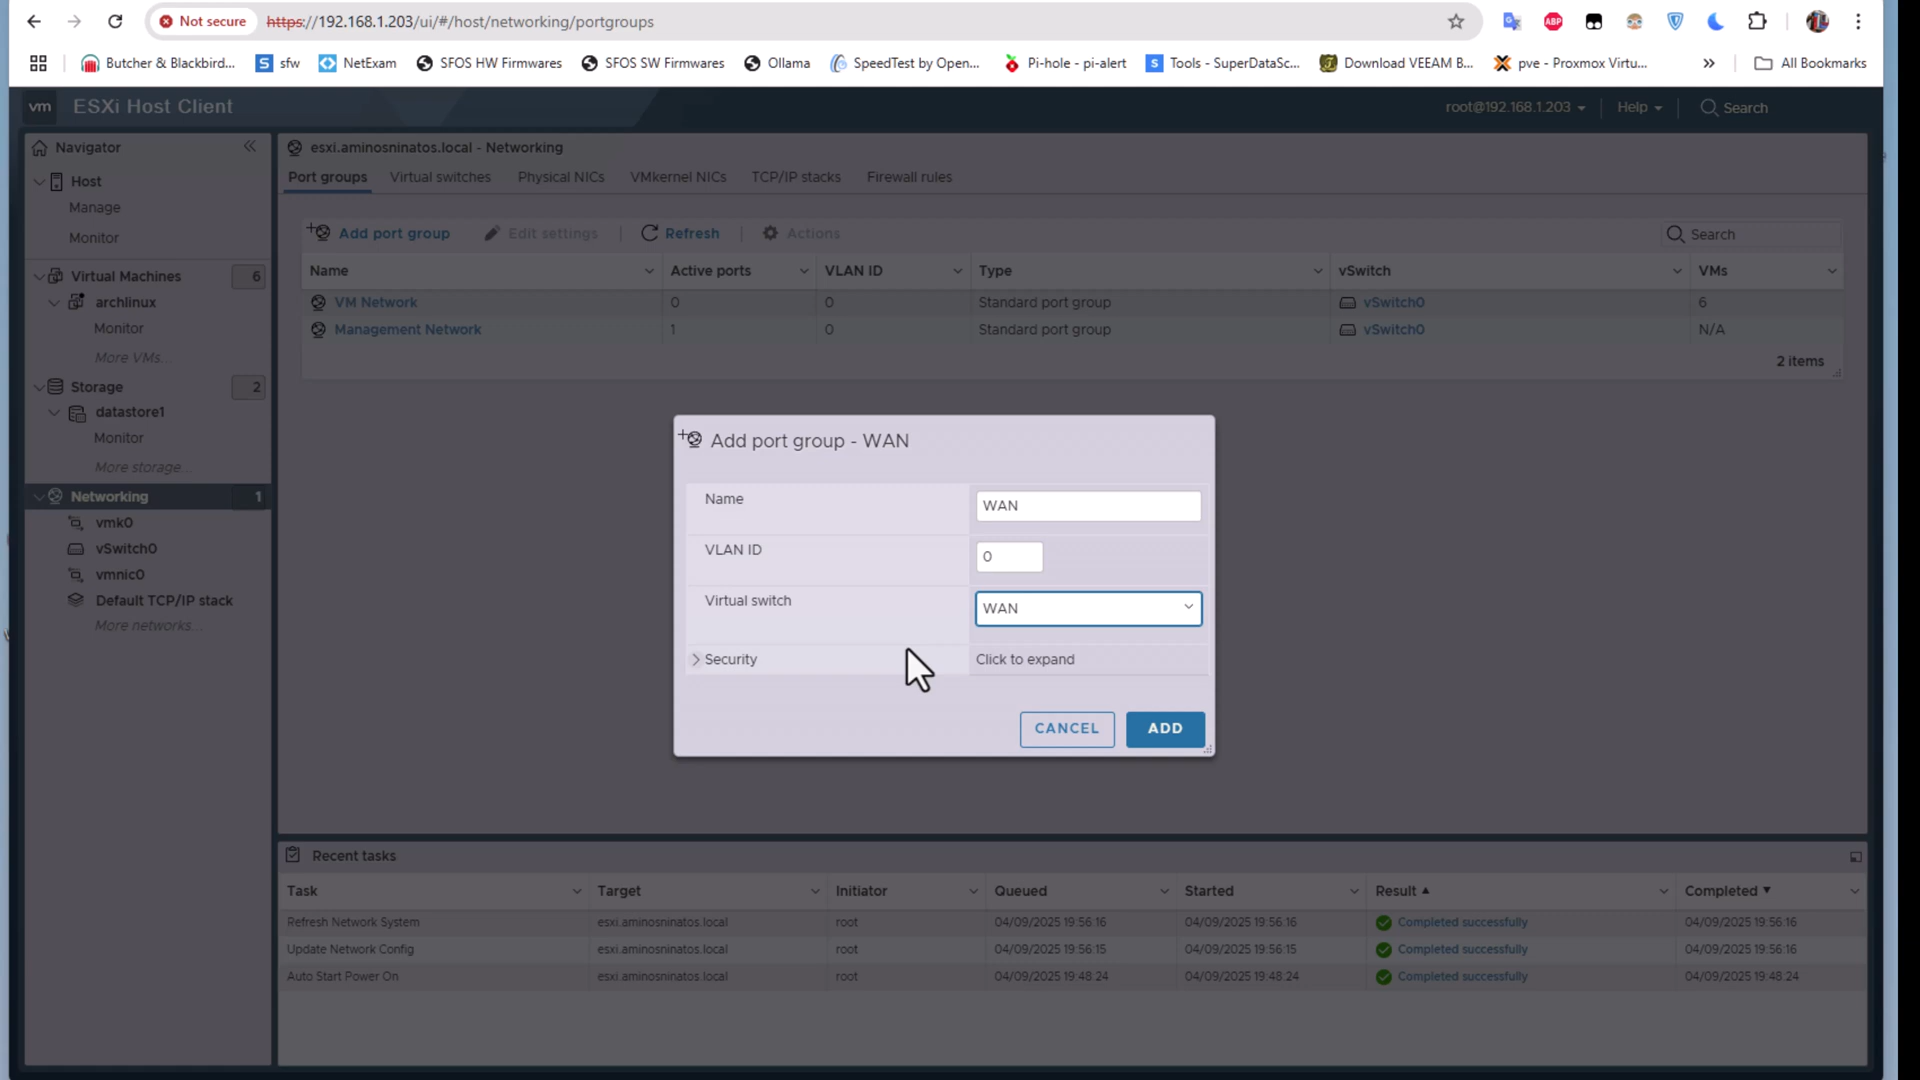 Not secure https://192.168.1.203/ui/#/host/networking/portgroups
Butcher & Blackbird... sfw NetExam SFOS HW Firmwares SFOS SW Firmwares Ollama SpeedTest by Open... Pi-hole - pi-alert Tools - SuperDataSc... Download VEEAM B... pve - Proxmox Virtu... » All Bookmarks
vm ESXi Host Client root@192.168.1.203 Help Search
Navigator
Host
Manage
Monitor
Virtual Machines 6
archlinux
Monitor
More VMs...
Storage 2
datastore1
Monitor
More storage...
Networking 1
vmk0
vSwitch0
vmnic0
Default TCP/IP stack
More networks...
esxi.aminosninatos.local - Networking
Port groups Virtual switches Physical NICs VMkernel NICs TCP/IP stacks Firewall rules
Add port group Edit settings Refresh Actions Search
Name Active ports VLAN ID Type vSwitch VMs
VM Network 0 0 Standard port group vSwitch0 6
Management Network 1 0 Standard port group vSwitch0 N/A
2 items
Add port group - WAN
Name WAN
VLAN ID 0
Virtual switch WAN
Security Click to expand
CANCEL ADD
Recent tasks
Task Target Initiator Queued Started Result Completed
Refresh Network System esxi.aminosninatos.local root 04/09/2025 19:56:16 04/09/2025 19:56:16 Completed successfully 04/09/2025 19:56:16
Update Network Config esxi.aminosninatos.local root 04/09/2025 19:56:15 04/09/2025 19:56:15 Completed successfully 04/09/2025 19:56:16
Auto Start Power On esxi.aminosninatos.local root 04/09/2025 19:48:24 04/09/2025 19:48:24 Completed successfully 04/09/2025 19:48:24